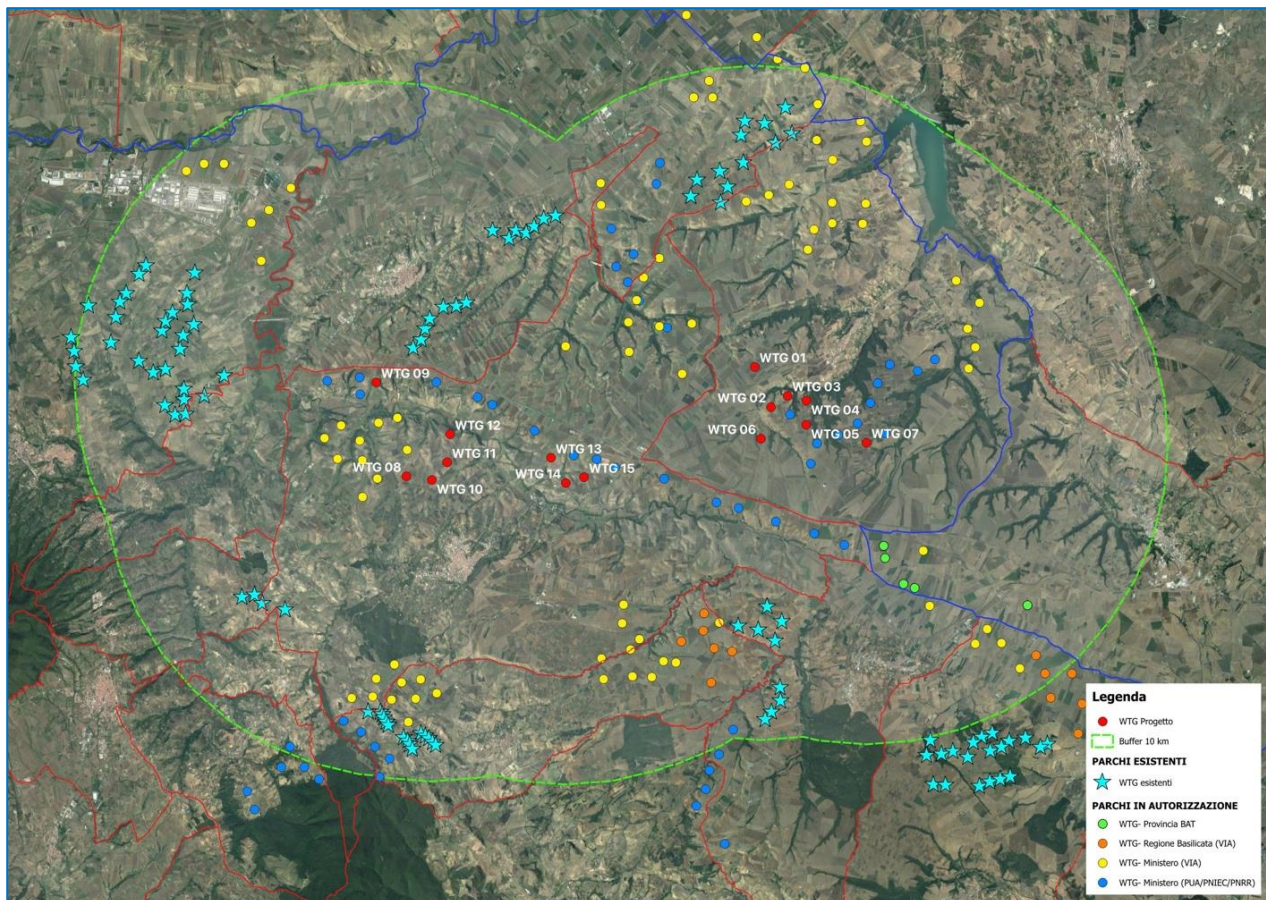 WTG 01
WTG 09
WTG 03
WTG 02
WTG 04
WTG 12
WTG 06
WTG 05
WTG 07
WTG 13
WTG 11
WTG 08
WTG 14
WTG 15
WTG 10
Legenda
WTG Progetto
Buffer 10 km
PARCHI ESISTENTI
WTG esistenti
PARCHI IN AUTORIZZAZIONE
WTG- Provincia BAT
WTG- Regione Basilicata (VIA)
WTG- Ministero (VIA)
WTG- Ministero (PUA/PNIEC/PNRR)